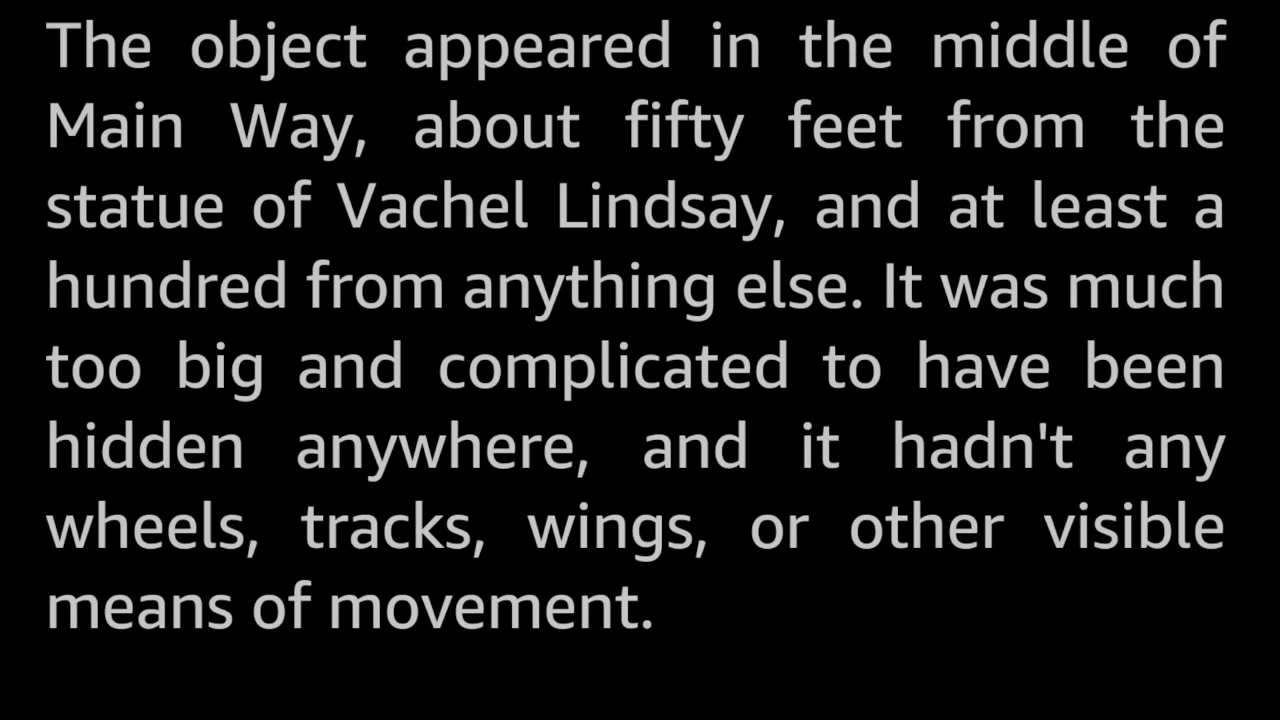 The object appeared in the middle of
Main Way, about fifty feet from the
statue of Vachel Lindsay, and at least a
hundred from anything else. It was much
too big and complicated to have been
hidden anywhere, and it hadn't any
wheels, tracks, wings, or other visible
means of movement.